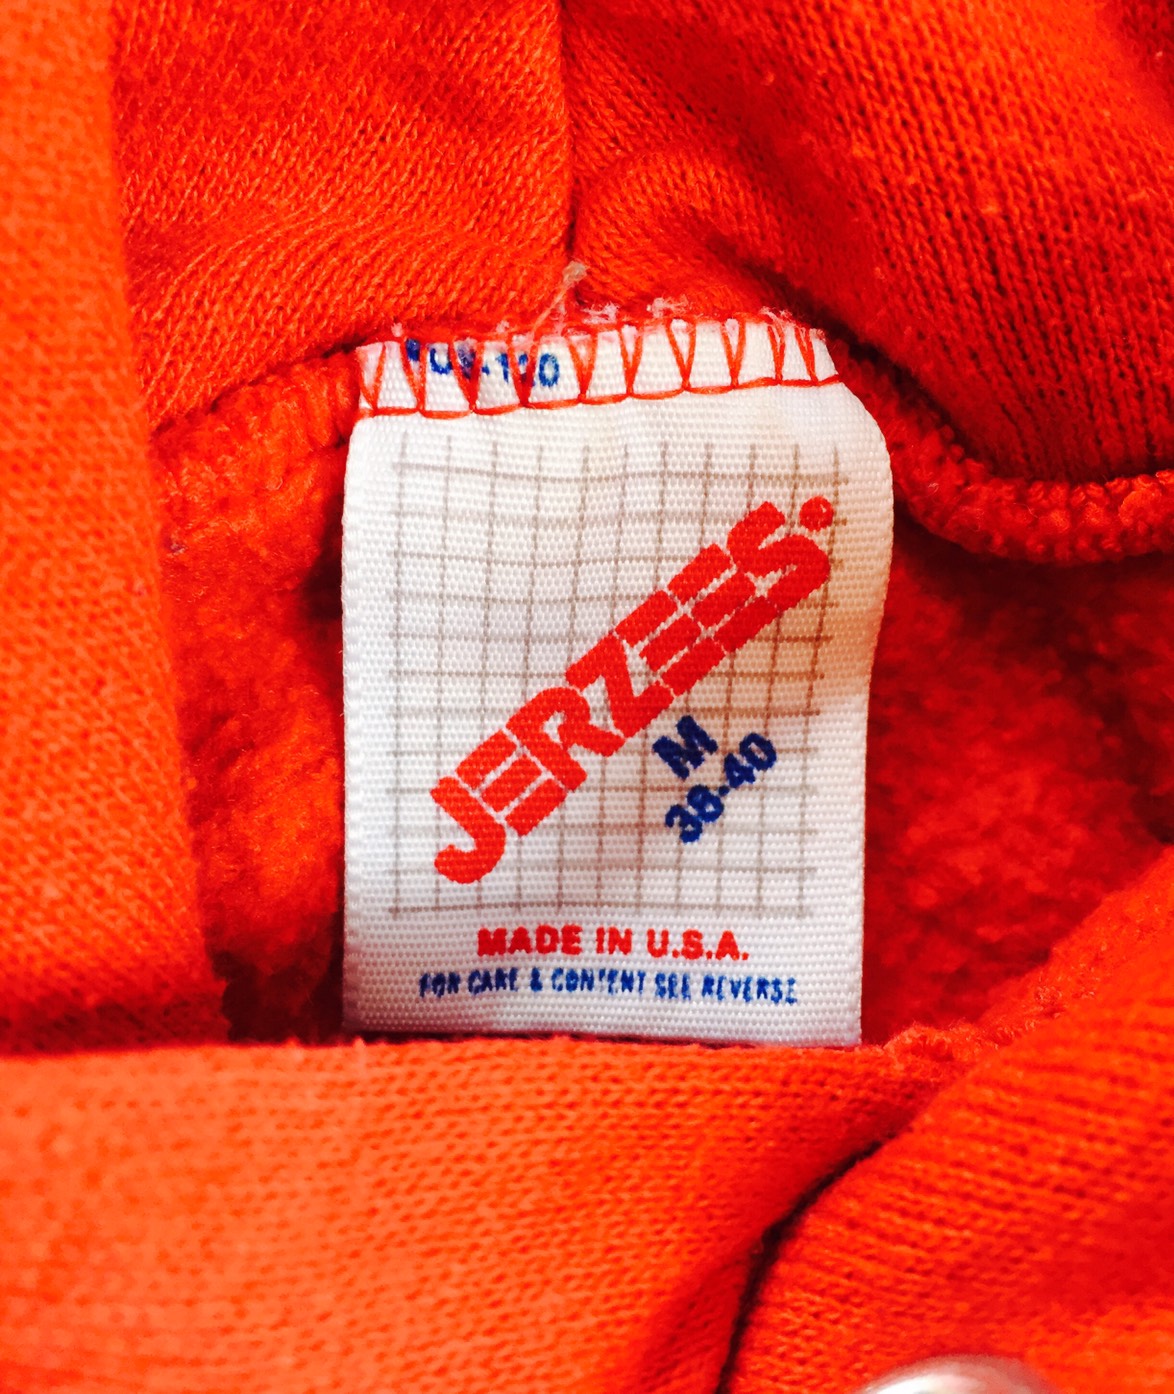 JERZEES
M
38-40
MADE IN U.S.A.
FOR CARE & CONTENT SEE REVERSE